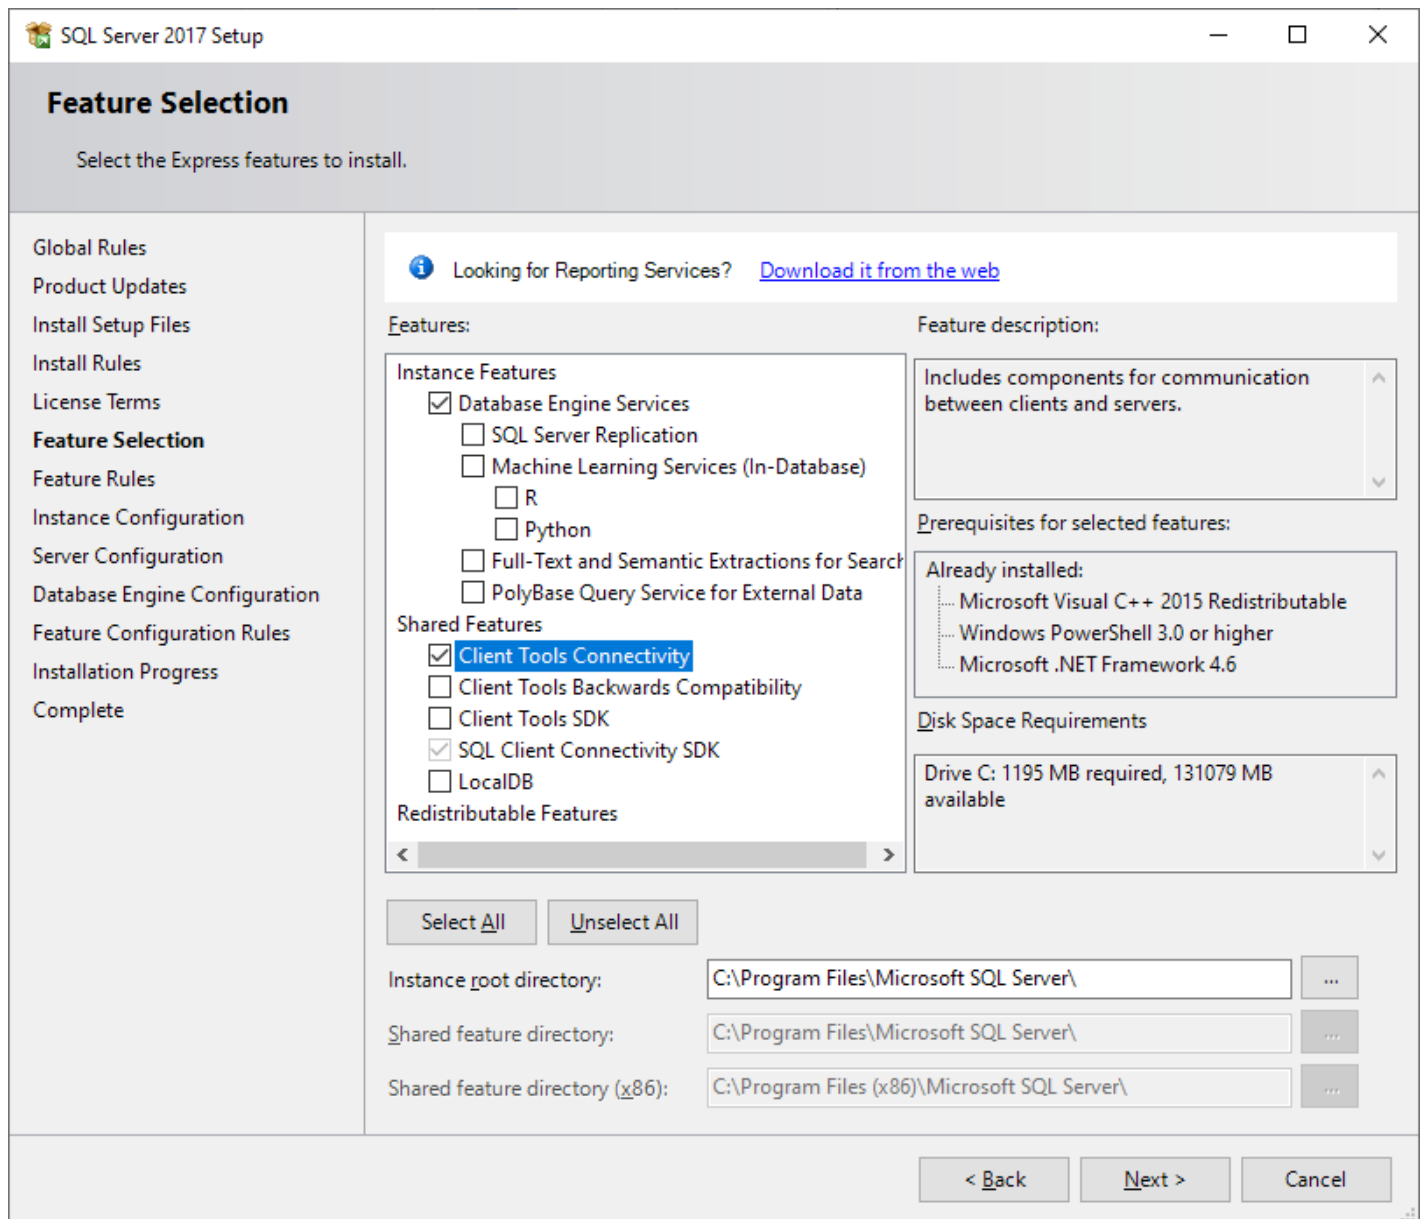 SQL Server 2017 Setup
Feature Selection
Select the Express features to install.
Global Rules
Product Updates
Install Setup Files
Install Rules
License Terms
Feature Selection
Feature Rules
Instance Configuration
Server Configuration
Database Engine Configuration
Feature Configuration Rules
Installation Progress
Complete
Looking for Reporting Services? Download it from the web
Features:
Instance Features
Database Engine Services
SQL Server Replication
Machine Learning Services (In-Database)
R
Python
Full-Text and Semantic Extractions for Search
PolyBase Query Service for External Data
Shared Features
Client Tools Connectivity
Client Tools Backwards Compatibility
Client Tools SDK
SQL Client Connectivity SDK
LocalDB
Redistributable Features
Feature description:
Includes components for communication
between clients and servers.
Prerequisites for selected features:
Already installed:
Microsoft Visual C++ 2015 Redistributable
Windows PowerShell 3.0 or higher
Microsoft .NET Framework 4.6
Disk Space Requirements
Drive C: 1195 MB required, 131079 MB
available
Select All
Unselect All
Instance root directory: C:\Program Files\Microsoft SQL Server\ ...
Shared feature directory: C:\Program Files\Microsoft SQL Server\ ...
Shared feature directory (x86): C:\Program Files (x86)\Microsoft SQL Server\ ...
< Back
Next >
Cancel